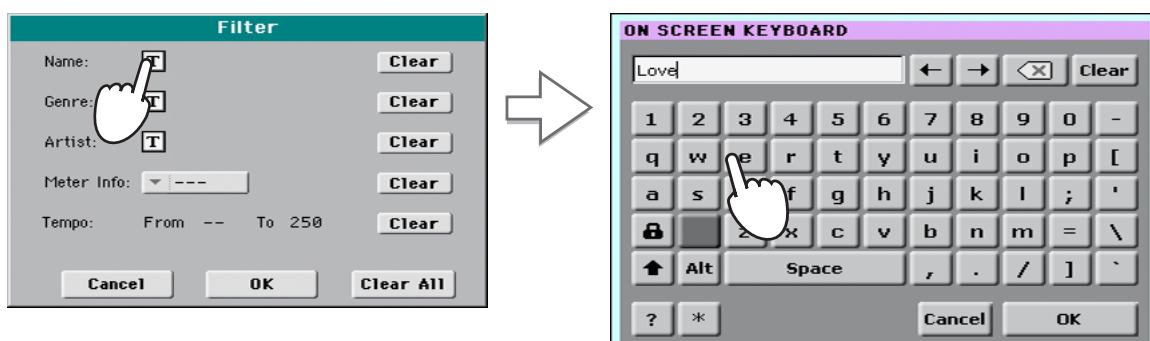 Filter
Name: T Clear
Genre: T Clear
Artist: T Clear
Meter Info: --- Clear
Tempo: From -- To 250 Clear
Cancel OK Clear All
ON SCREEN KEYBOARD
Love ← → Clear
1 2 3 4 5 6 7 8 9 0 -
q w e r t y u i o p [
a s f g h j k l ; '
z x c v b n m = \
Alt Space , . / ] `
? * Cancel OK